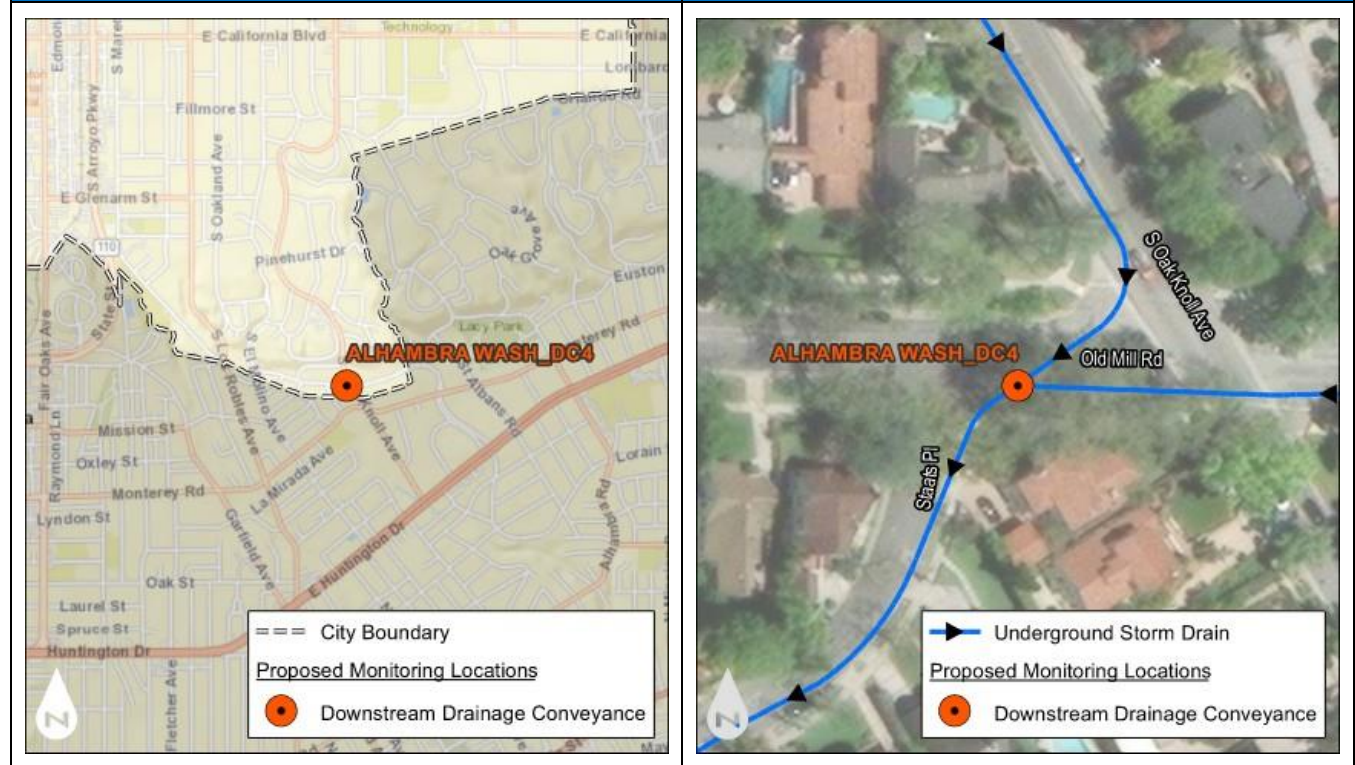 Technology
E California Blvd
E California
Lombard
Edmon
S Maren
S Arroyo Pkwy
Orlando Rd
Fillmore St
S Oakland Ave
E Glenarm St
Oak Grove Ave
110
Pinehurst Dr
Euston
State St
Lacy Park
Monterey Rd
Fair Oaks Ave
S Los Robles Ave
S El Molino Ave
ALHAMBRA WASH_DC4
St Albans Rd
Knoll Ave
Mission St
Raymond Ln
Oxley St
La Mirada Ave
Lorain
Monterey Rd
Lyndon St
Garfield Ave
Alhambra Rd
E Huntington Dr
Oak St
Laurel St
Spruce St
Huntington Dr
Fletcher Ave
N
City Boundary
Proposed Monitoring Locations
Downstream Drainage Conveyance
S Oak Knoll Ave
ALHAMBRA WASH_DC4
Old Mill Rd
Staats Pl
N
Underground Storm Drain
Proposed Monitoring Locations
Downstream Drainage Conveyance